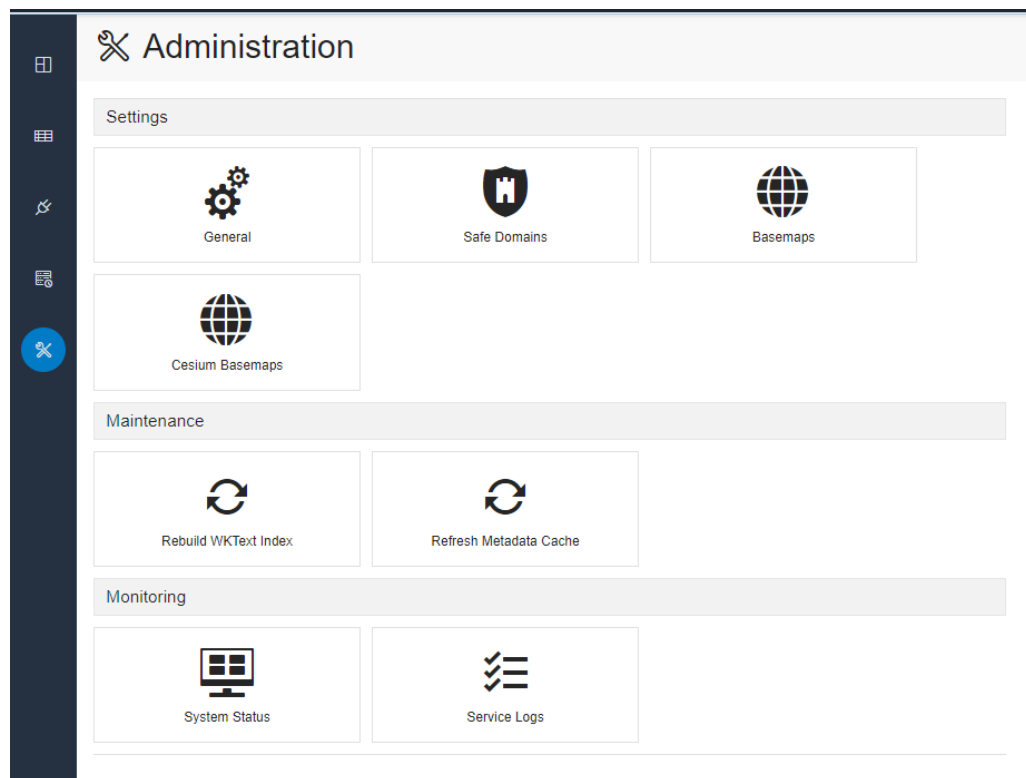 Administration
Settings
General
Safe Domains
Basemaps
Cesium Basemaps
Maintenance
Rebuild WKText Index
Refresh Metadata Cache
Monitoring
System Status
Service Logs